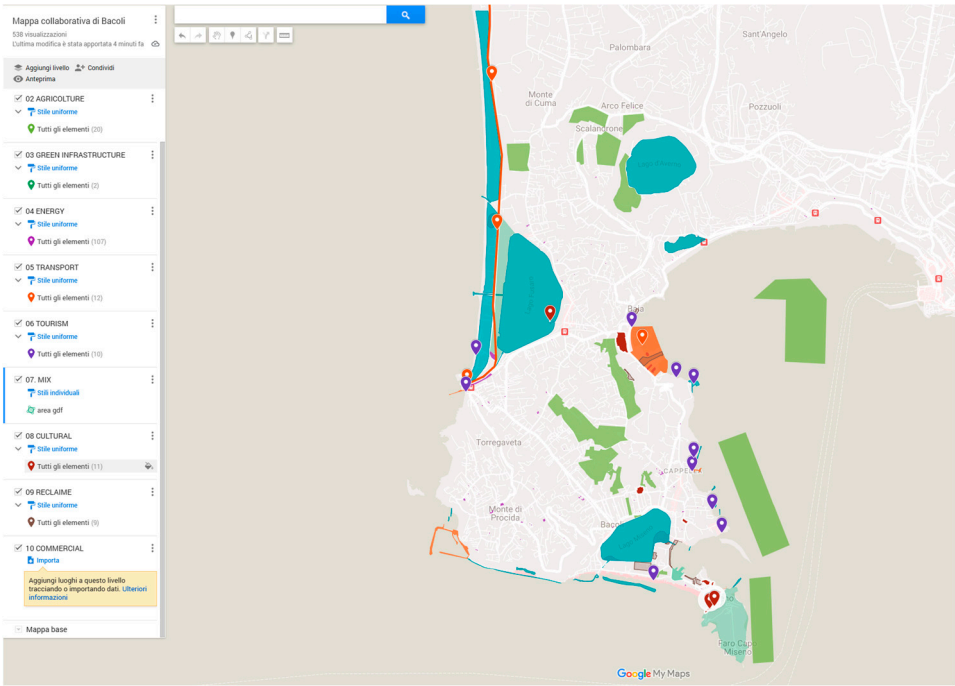 Mappa collaborativa di Bacoli
538 visualizzazioni
L'ultima modifica è stata apportata 4 minuti fa
Aggiungi livello
Condividi
Anteprima
02 AGRICOLTURE
Stile uniforme
Tutti gli elementi (20)
03 GREEN INFRASTRUCTURE
Stile uniforme
Tutti gli elementi (2)
04 ENERGY
Stile uniforme
Tutti gli elementi (107)
05 TRANSPORT
Stile uniforme
Tutti gli elementi (12)
06 TOURISM
Stile uniforme
Tutti gli elementi (10)
07. MIX
Stili individuali
area gdf
08 CULTURAL
Stile uniforme
Tutti gli elementi (11)
09 RECLAIME
Stile uniforme
Tutti gli elementi (9)
10 COMMERCIAL
Importa
Aggiungi luoghi a questo livello
tracciando o importando dati. Ulteriori
informazioni
Mappa base
Sant'Angelo
Palombara
Monte
di Cuma
Arco Felice
Pozzuoli
Scalandrone
Baia
Torregaveta
CAPPELL
Monte di
Procida
Bacoli
Faro Cap
Miseno
Google My Maps